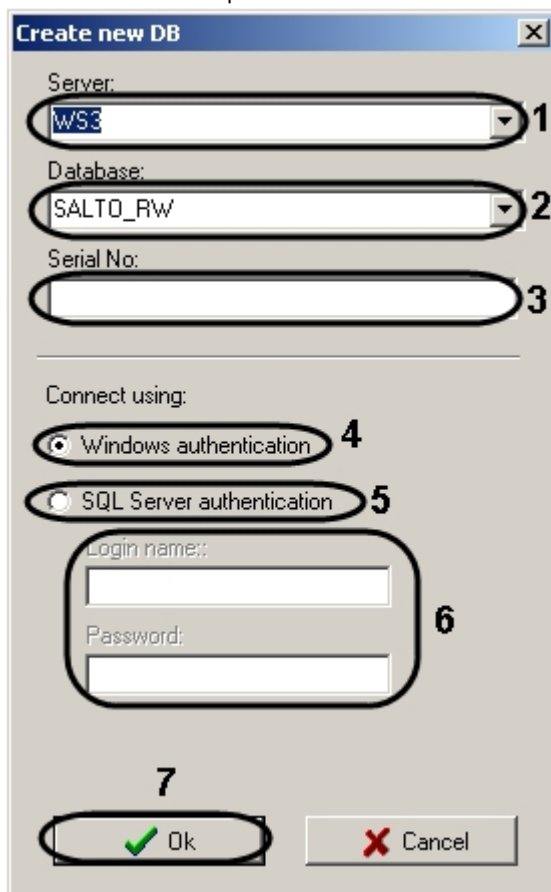 Create new DB
Server:
WS3
1
Database:
SALTO_RW
2
Serial No:
3
Connect using:
Windows authentication
4
SQL Server authentication
5
Login name::
Password:
6
7
Ok
Cancel